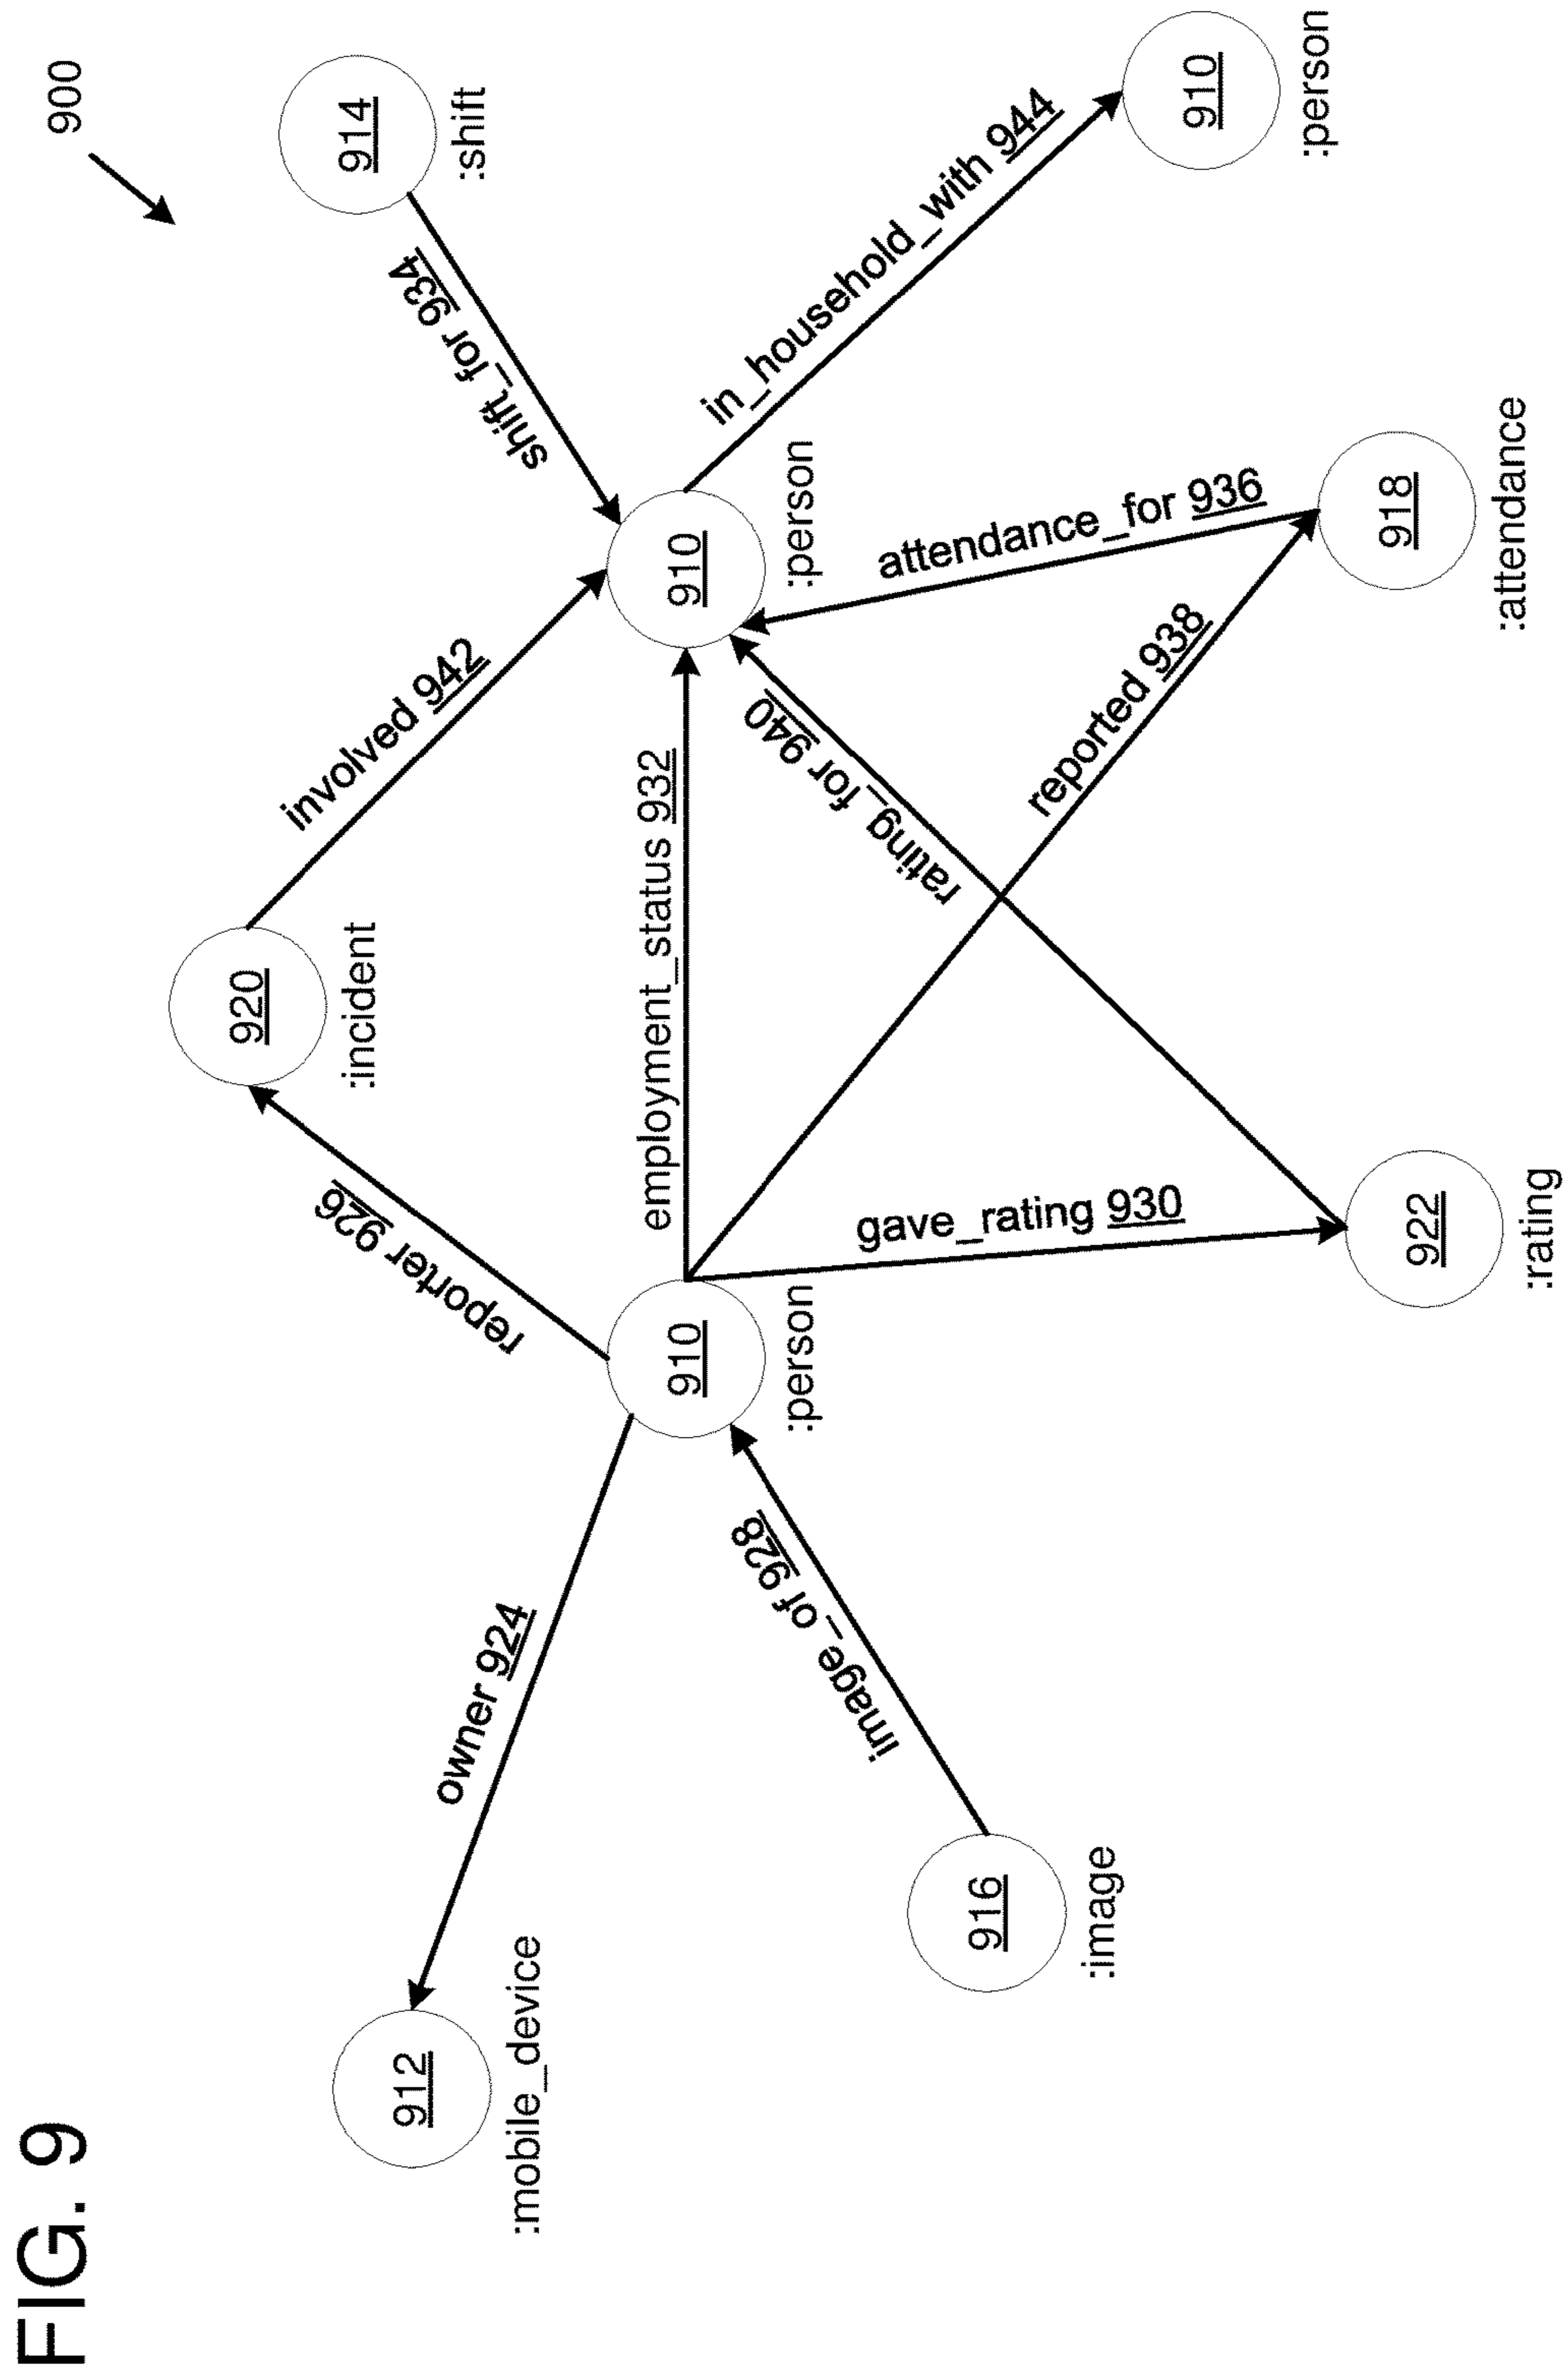 FIG. 9
900
912
:mobile_device
owner 924
916
:image
image_of 928
910
:person
reporter 926
920
:incident
involved 942
employment_status 932
gave_rating 930
922
:rating
rating_for 940
reported 938
910
:person
shift_for 934
914
:shift
attendance_for 936
918
:attendance
in_household_with 944
910
:person